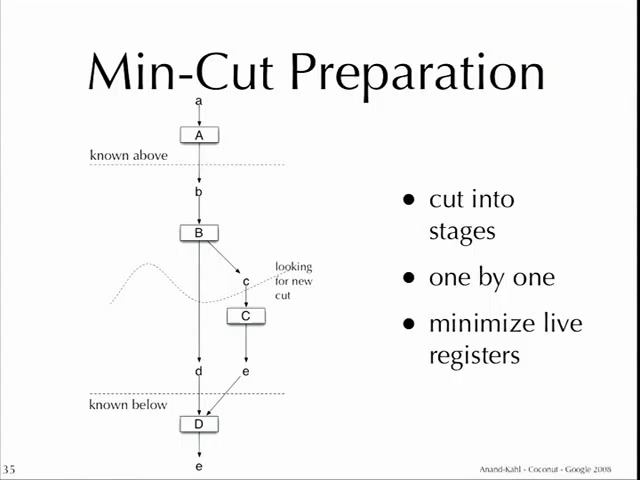 Min-Cut Preparation
a
A
known above
b
B
looking
for new
cut
c
C
d
e
known below
D
e
• cut into
stages
• one by one
• minimize live
registers
35
Anand-Kahl - Coconut - Google 2008